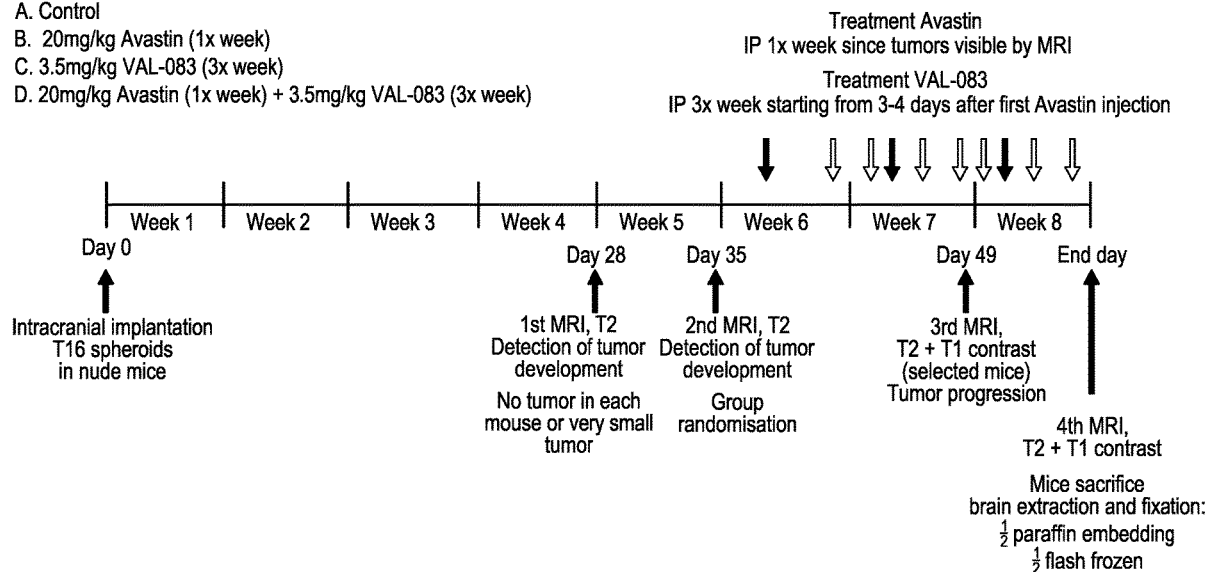 A. Control
B. 20mg/kg Avastin (1x week)
C. 3.5mg/kg VAL-083 (3x week)
D. 20mg/kg Avastin (1x week) + 3.5mg/kg VAL-083 (3x week)
Treatment Avastin
IP 1x week since tumors visible by MRI
Treatment VAL-083
IP 3x week starting from 3-4 days after first Avastin injection
Week 1
Week 2
Week 3
Week 4
Week 5
Week 6
Week 7
Week 8
Day 0
Day 28
Day 35
Day 49
End day
Intracranial implantation
T16 spheroids
in nude mice
1st MRI, T2
Detection of tumor
development
No tumor in each
mouse or very small
tumor
2nd MRI, T2
Detection of tumor
development
Group
randomisation
3rd MRI,
T2 + T1 contrast
(selected mice)
Tumor progression
4th MRI,
T2 + T1 contrast
Mice sacrifice
brain extraction and fixation:
½ paraffin embedding
½ flash frozen